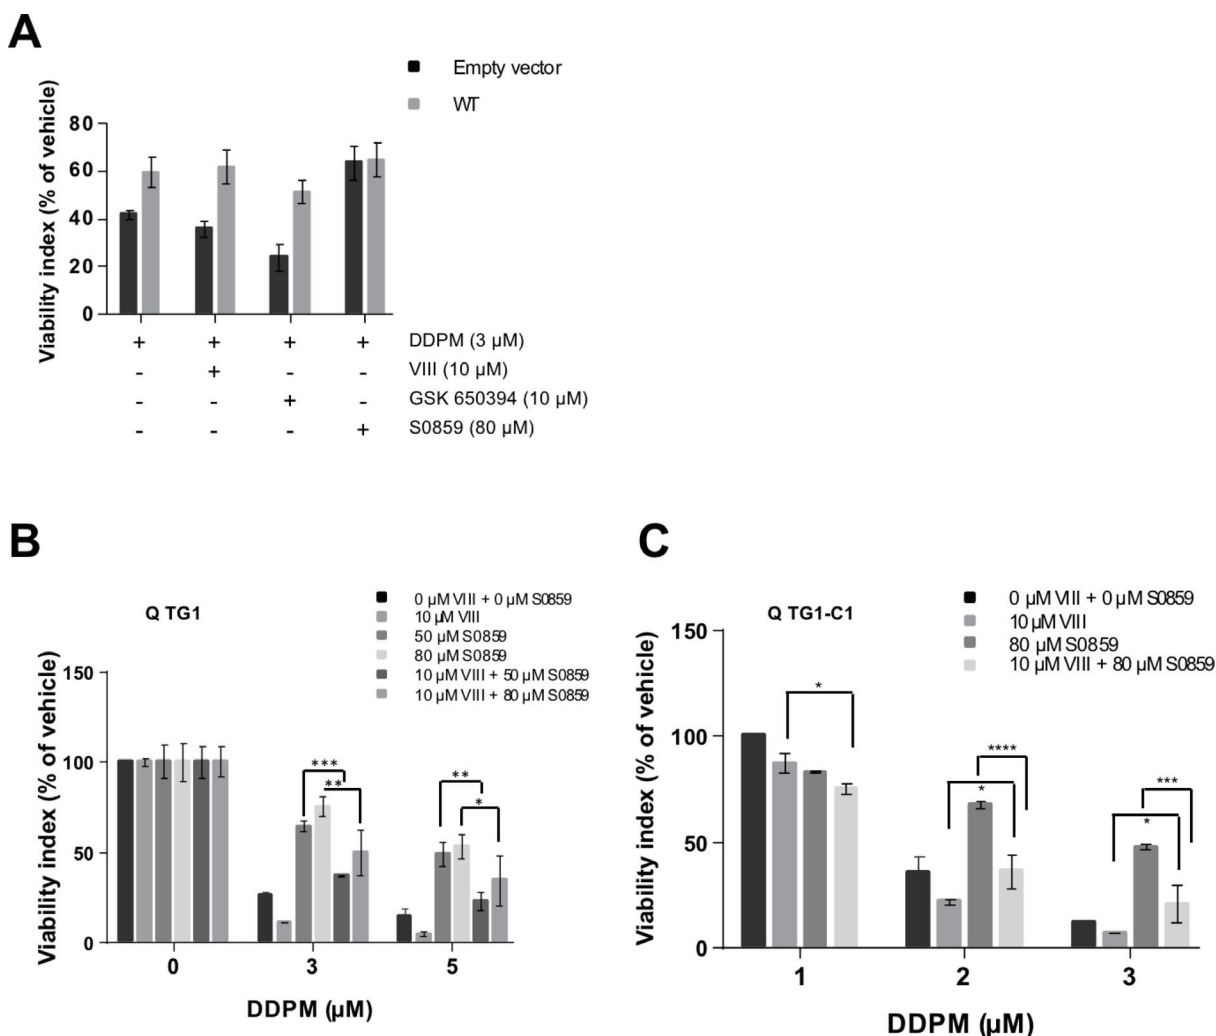 A
Empty vector
WT
Viability index (% of vehicle)
80
60
40
20
0
+ + + + DDPM (3 µM)
- + - - VIII (10 µM)
- - + - GSK 650394 (10 µM)
- - - + S0859 (80 µM)
B
Q TG1
0 µM VIII + 0 µM S0859
10 µM VIII
50 µM S0859
80 µM S0859
10 µM VIII + 50 µM S0859
10 µM VIII + 80 µM S0859
Viability index (% of vehicle)
150
100
50
0
***
**
**
*
0 3 5
DDPM (µM)
C
Q TG1-C1
0 µM VIII + 0 µM S0859
10 µM VIII
80 µM S0859
10 µM VIII + 80 µM S0859
Viability index (% of vehicle)
150
100
50
0
*
****
*
***
*
1 2 3
DDPM (µM)